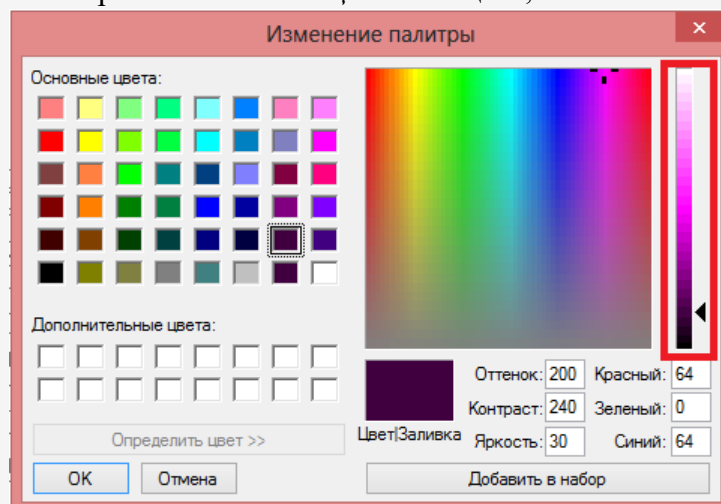 Изменение палитры
Основные цвета:
Дополнительные цвета:
Определить цвет >>
ОК Отмена
Цвет|Заливка
Оттенок: 200 Красный: 64
Контраст: 240 Зеленый: 0
Яркость: 30 Синий: 64
Добавить в набор